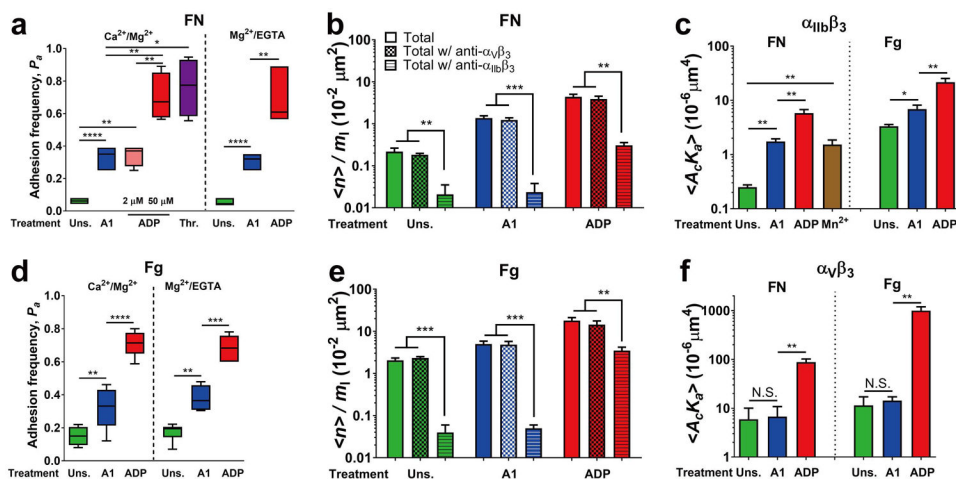 a
FN
Ca²⁺/Mg²⁺
Mg²⁺/EGTA
Adhesion frequency, Pₐ
1.0
0.8
0.6
0.4
0.2
0.0
*
**
**
**
****
**
****
2 μM 50 μM
Treatment Uns. A1 ADP Thr. Uns. A1 ADP
b
FN
Total
Total w/ anti-αVβ3
Total w/ anti-αIIbβ3
<n> / mₗ (10⁻² μm²)
100
10
1
0.1
0.01
**
***
**
Treatment Uns. A1 ADP
c
αIIbβ3
FN
Fg
<AcKa> (10⁻⁶μm⁴)
100
10
1
0.1
**
**
**
**
*
**
Treatment Uns. A1 ADP Mn²⁺ Uns. A1 ADP
d
Fg
Ca²⁺/Mg²⁺
Mg²⁺/EGTA
Adhesion frequency, Pₐ
1.0
0.8
0.6
0.4
0.2
0.0
****
**
***
**
Treatment Uns. A1 ADP Uns. A1 ADP
e
Fg
<n> / mₗ (10⁻² μm²)
100
10
1
0.1
0.01
***
***
**
Treatment Uns. A1 ADP
f
αVβ3
FN
Fg
<AcKa> (10⁻⁶μm⁴)
1000
100
10
1
N.S.
**
N.S.
**
Treatment Uns. A1 ADP Uns. A1 ADP